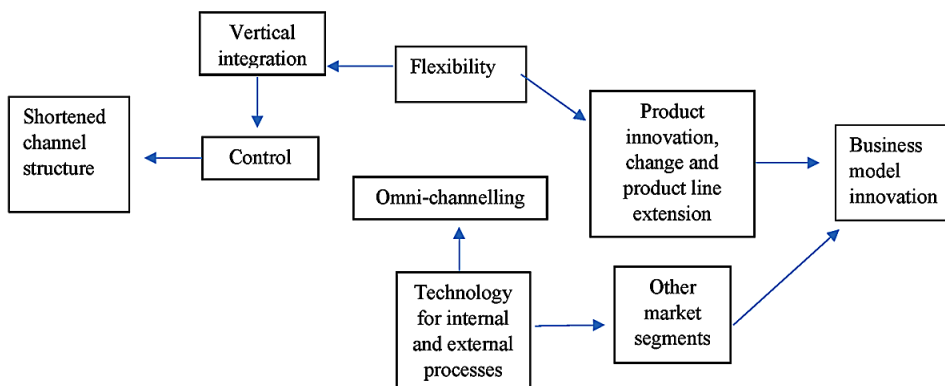 Vertical
integration
Flexibility
Shortened
channel
structure
Control
Product
innovation,
change and
product line
extension
Business
model
innovation
Omni-channelling
Technology
for internal
and external
processes
Other
market
segments